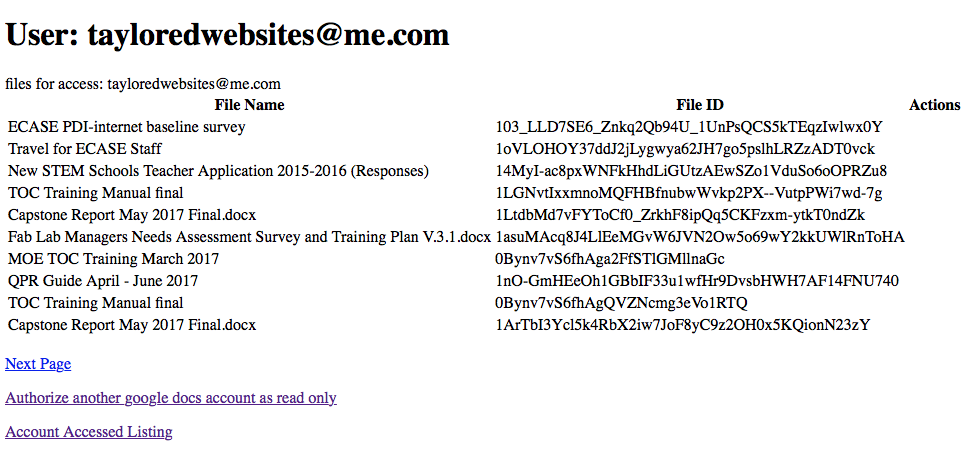 User: tayloredwebsites@me.com
files for access: tayloredwebsites@me.com
File Name File ID Actions
ECASE PDI-internet baseline survey 103_LLD7SE6_Znkq2Qb94U_1UnPsQCS5kTEqzIwlwx0Y
Travel for ECASE Staff 1oVLOHOY37ddJ2jLygwya62JH7go5pslhLRZzADT0vck
New STEM Schools Teacher Application 2015-2016 (Responses) 14MyI-ac8pxWNFkHhdLiGUtzAEwSZo1VduSo6oOPRZu8
TOC Training Manual final 1LGNvtIxxmnoMQFHBfnubwWvkp2PX--VutpPWi7wd-7g
Capstone Report May 2017 Final.docx 1LtdbMd7vFYToCf0_ZrkhF8ipQq5CKFzxm-ytkT0ndZk
Fab Lab Managers Needs Assessment Survey and Training Plan V.3.1.docx 1asuMAcq8J4LlEeMGvW6JVN2Ow5o69wY2kkUWlRnToHA
MOE TOC Training March 2017 0Bynv7vS6fhAga2FfSTlGMllnaGc
QPR Guide April - June 2017 1nO-GmHEeOh1GBbIF33u1wfHr9DvsbHWH7AF14FNU740
TOC Training Manual final 0Bynv7vS6fhAgQVZNcmg3eVo1RTQ
Capstone Report May 2017 Final.docx 1ArTbI3Ycl5k4RbX2iw7JoF8yC9z2OH0x5KQionN23zY
Next Page
Authorize another google docs account as read only
Account Accessed Listing